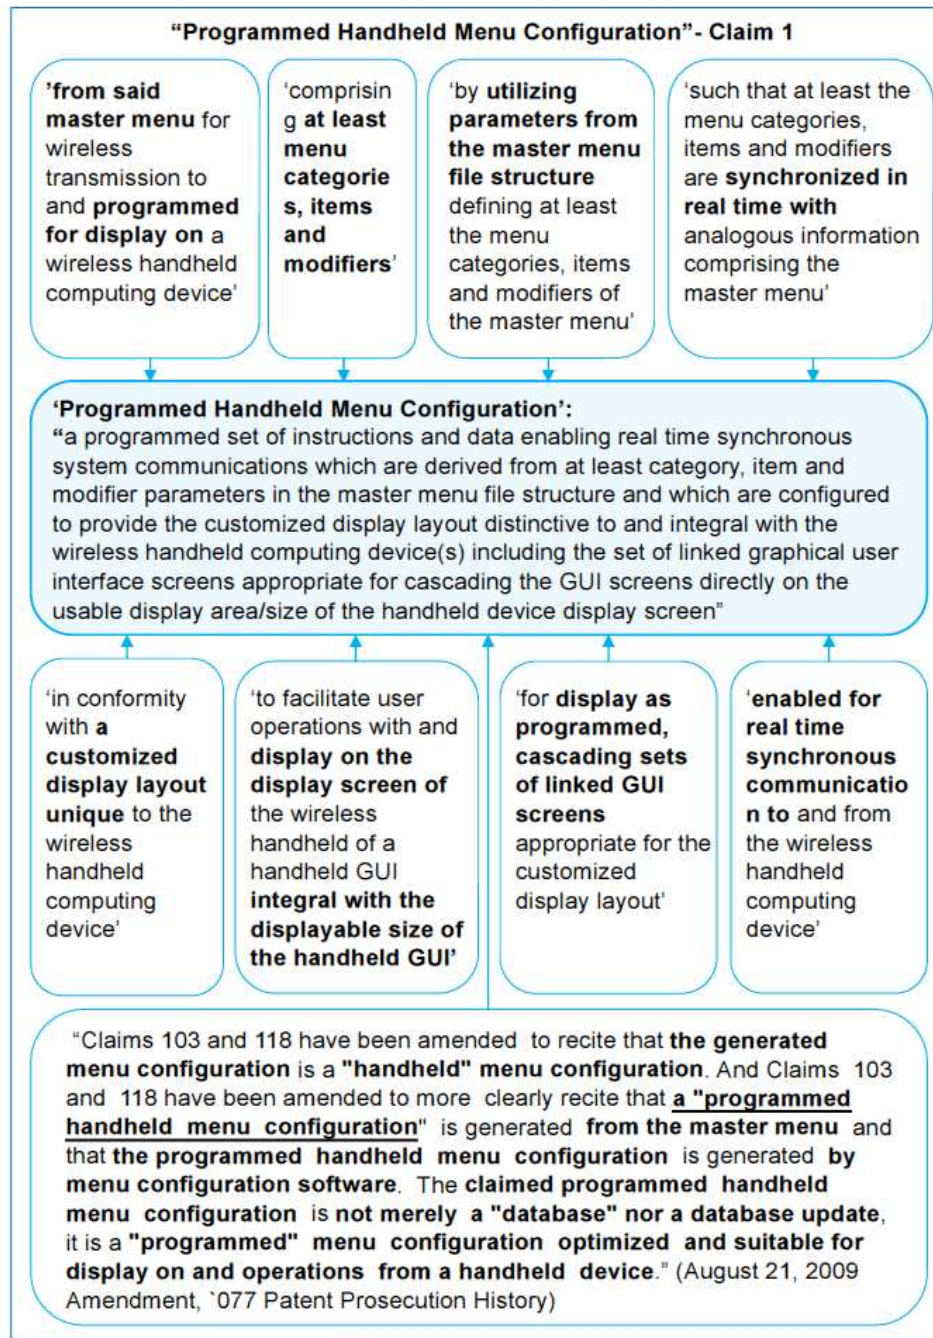 “Programmed Handheld Menu Configuration”- Claim 1
’from said
master menu for
wireless
transmission to
and programmed
for display on a
wireless handheld
computing device’
‘comprisin
g at least
menu
categorie
s, items
and
modifiers’
‘by utilizing
parameters from
the master menu
file structure
defining at least
the menu
categories, items
and modifiers of
the master menu’
‘such that at least the
menu categories,
items and modifiers
are synchronized in
real time with
analogous information
comprising the
master menu’
‘Programmed Handheld Menu Configuration’:
“a programmed set of instructions and data enabling real time synchronous
system communications which are derived from at least category, item and
modifier parameters in the master menu file structure and which are configured
to provide the customized display layout distinctive to and integral with the
wireless handheld computing device(s) including the set of linked graphical user
interface screens appropriate for cascading the GUI screens directly on the
usable display area/size of the handheld device display screen”
‘in conformity
with a
customized
display layout
unique to the
wireless
handheld
computing
device’
‘to facilitate user
operations with and
display on the
display screen of
the wireless
handheld of a
handheld GUI
integral with the
displayable size of
the handheld GUI’
‘for display as
programmed,
cascading sets
of linked GUI
screens
appropriate for the
customized
display layout’
‘enabled for
real time
synchronous
communicatio
n to and from
the wireless
handheld
computing
device’
“Claims 103 and 118 have been amended to recite that the generated
menu configuration is a "handheld" menu configuration. And Claims 103
and 118 have been amended to more clearly recite that a "programmed
handheld menu configuration" is generated from the master menu and
that the programmed handheld menu configuration is generated by
menu configuration software. The claimed programmed handheld
menu configuration is not merely a "database" nor a database update,
it is a "programmed" menu configuration optimized and suitable for
display on and operations from a handheld device.” (August 21, 2009
Amendment, `077 Patent Prosecution History)